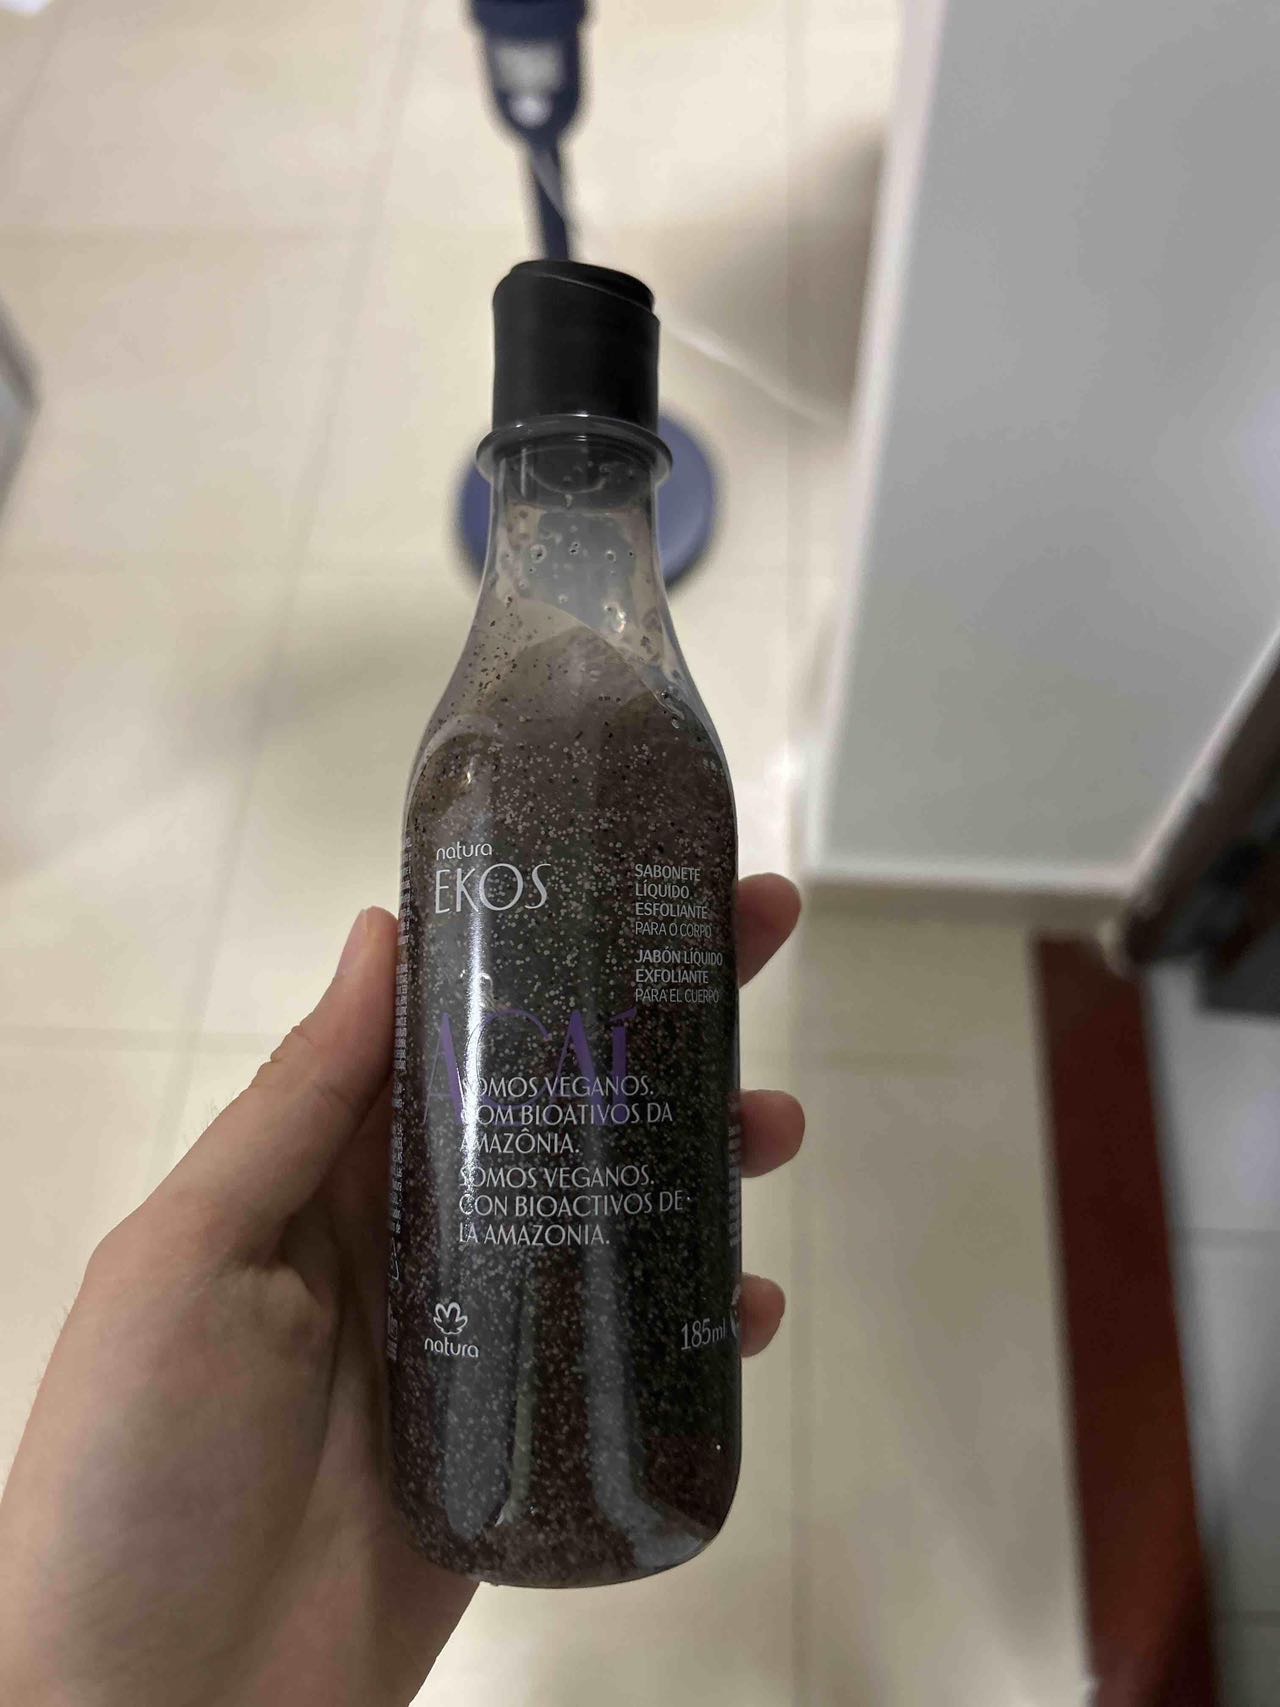 natura
EKOS
SABONETE
LÍQUIDO
ESFOLIANTE
PARA O CORPO
JABÓN LÍQUIDO
EXFOLIANTE
PARA EL CUERPO
AÇAÍ
SOMOS VEGANOS.
COM BIOATIVOS DA
AMAZÔNIA.
SOMOS VEGANOS.
CON BIOACTIVOS DE
LA AMAZONIA.
natura
185ml